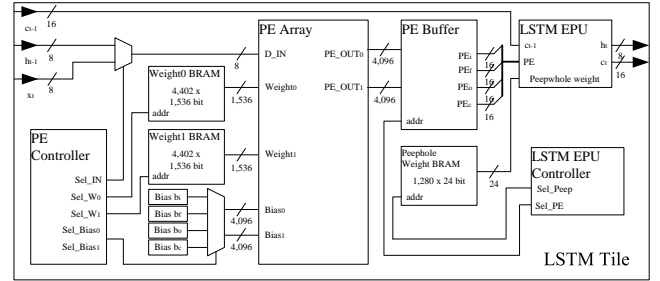 PE Array
PE Buffer
LSTM EPU
ct-1
16
ht-1
8
xt
8
D_IN
8
PE_OUT0
4,096
PE_OUT1
4,096
PEi
16
PEf
16
PEo
16
PEc
16
ct-1
PE
Peepwhole weight
ht
8
ct
16
Weight0 BRAM
4,402 x
1,536 bit
addr
1,536
Weight0
Weight1 BRAM
4,402 x
1,536 bit
addr
1,536
Weight1
addr
PE
Controller
Sel_IN
Sel_W0
Sel_W1
Sel_Bias0
Sel_Bias1
Bias bi
Bias bf
Bias bo
Bias bc
4,096
Bias0
4,096
Bias1
Peephole
Weight BRAM
1,280 x 24 bit
addr
24
LSTM EPU
Controller
Sel_Peep
Sel_PE
LSTM Tile